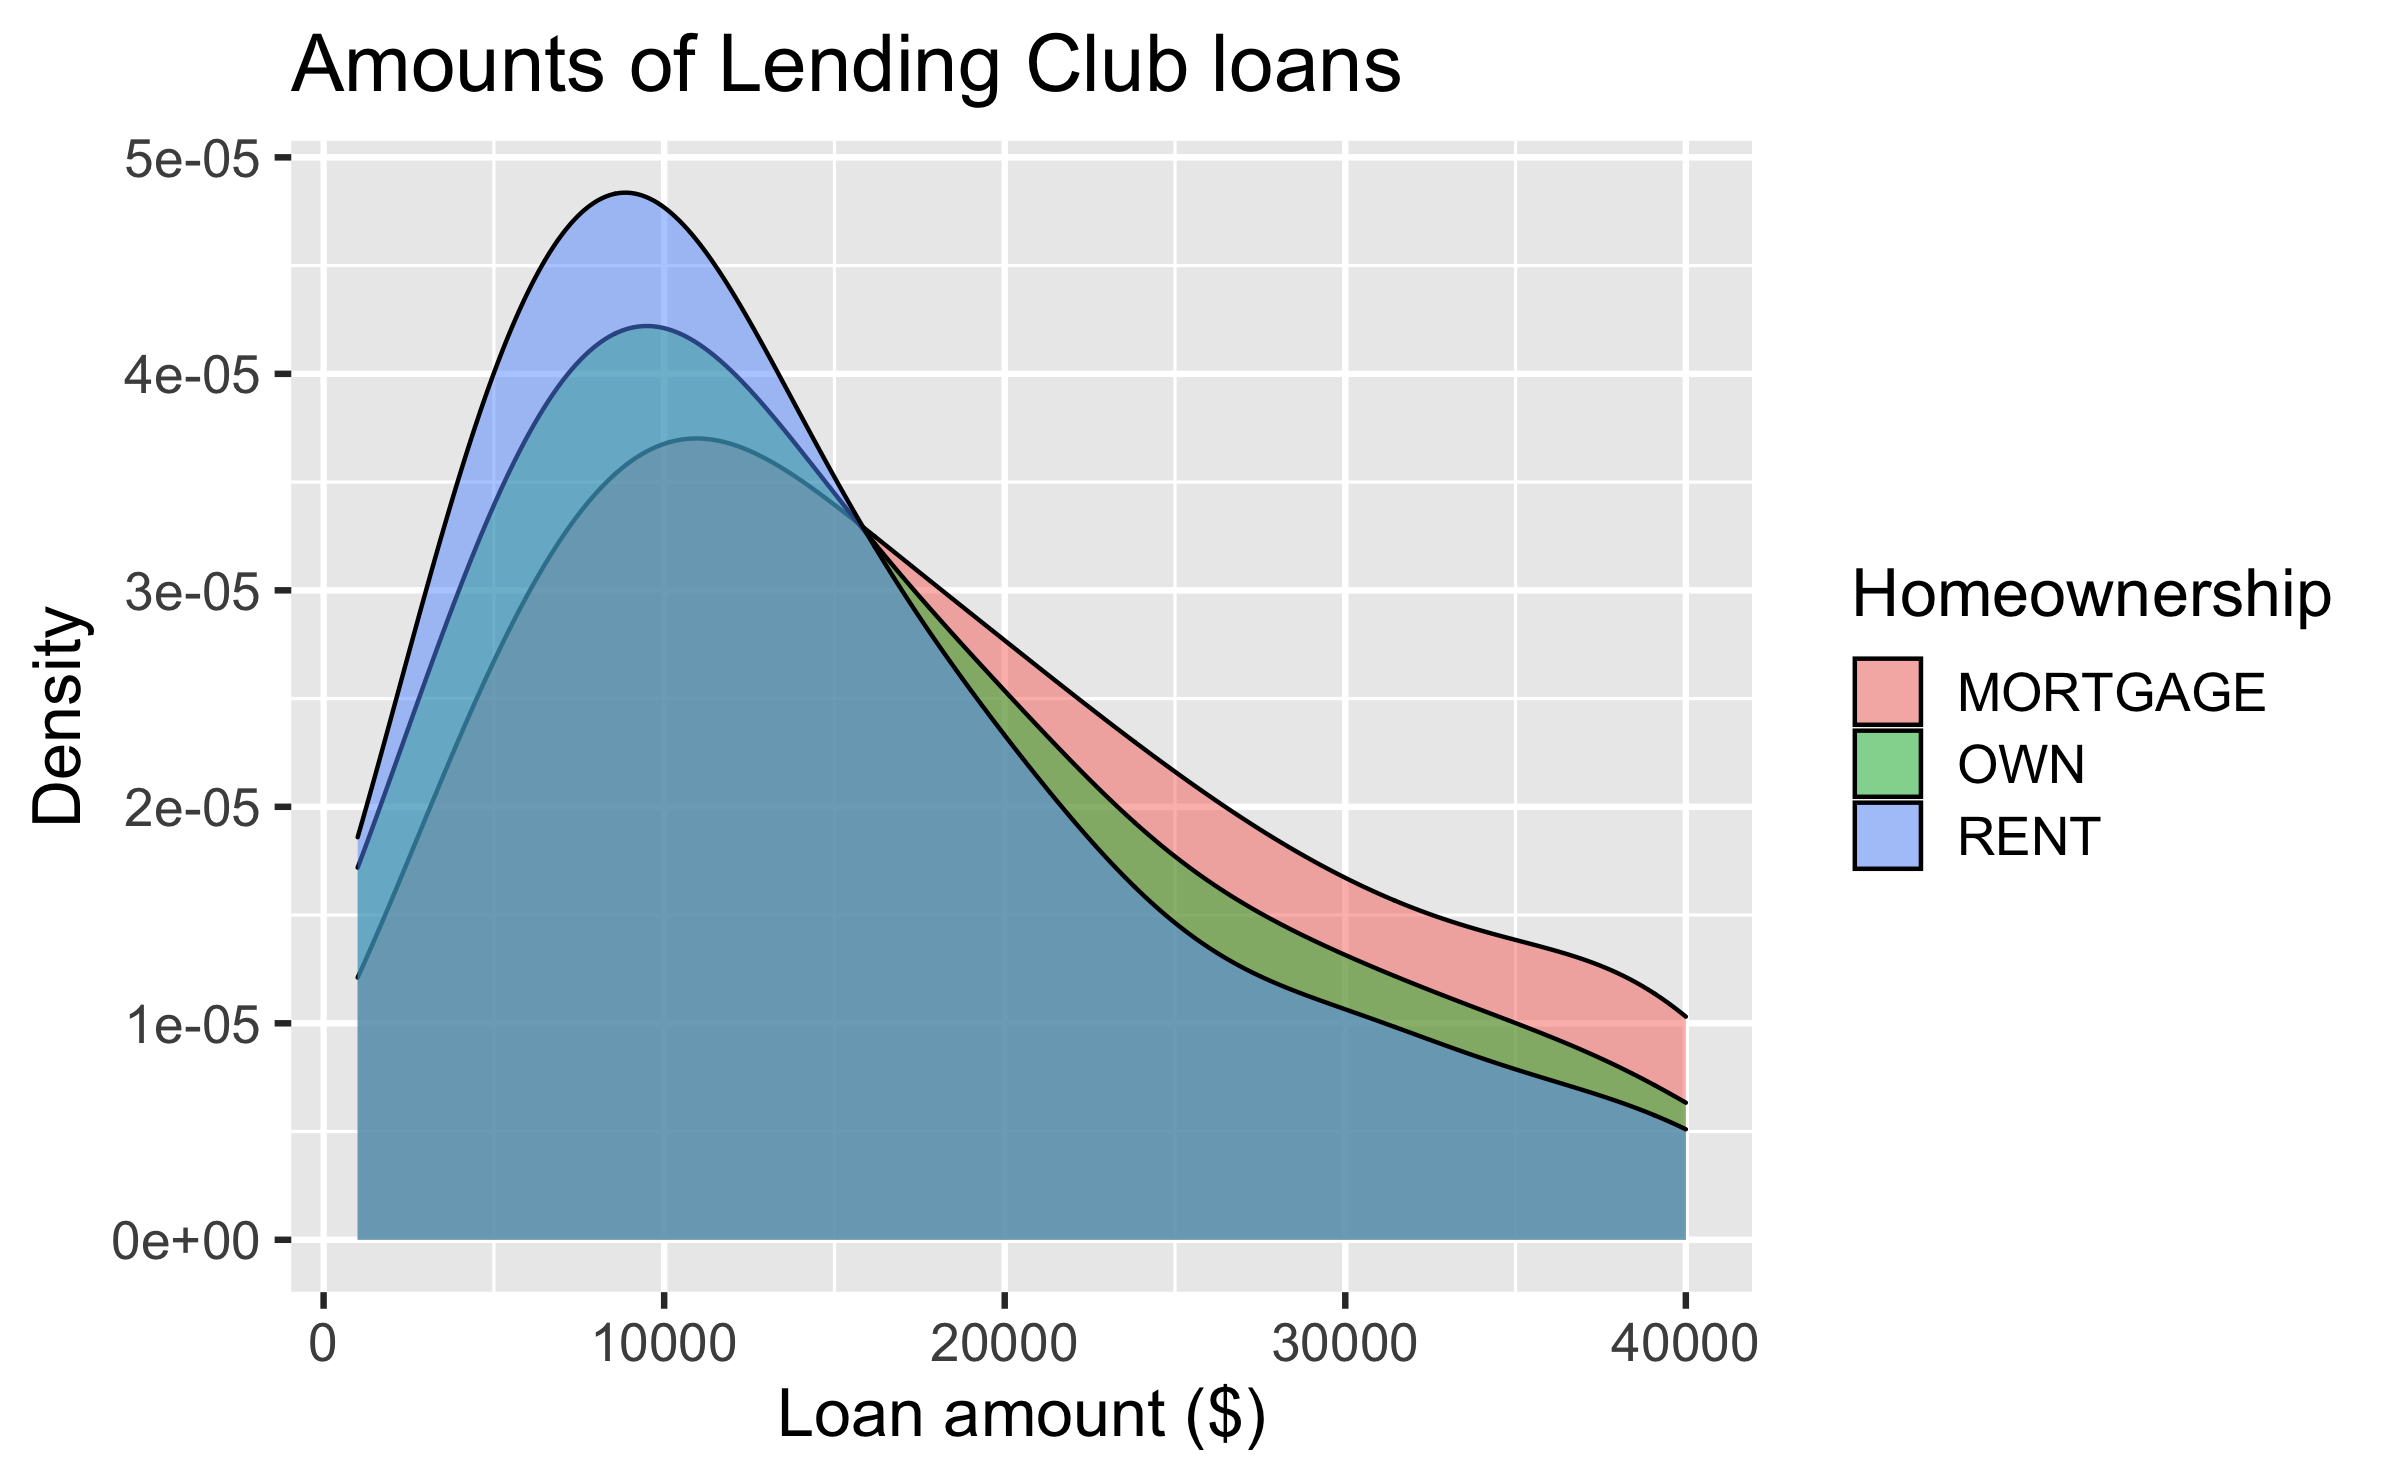 Amounts of Lending Club loans
5e-05
4e-05
3e-05
2e-05
1e-05
0e+00
Density
0 10000 20000 30000 40000
Loan amount ($)
Homeownership
MORTGAGE
OWN
RENT